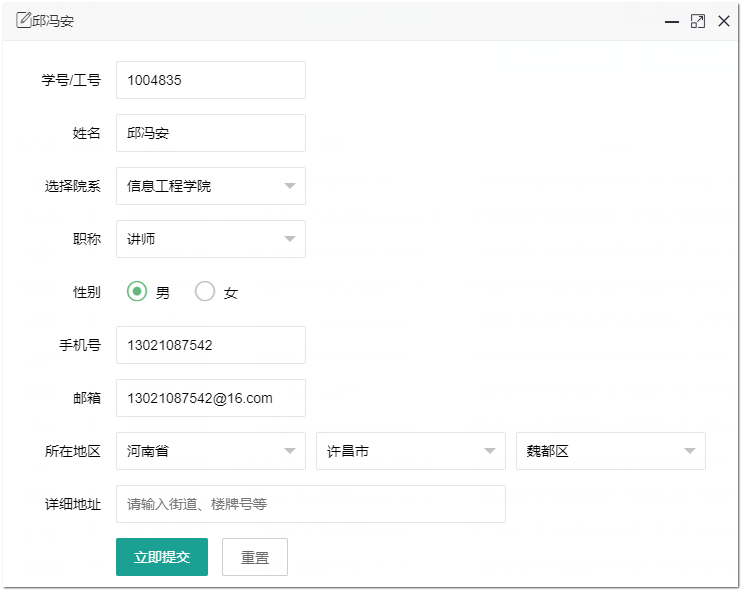 邱冯安
学号/工号 1004835
姓名 邱冯安
选择院系 信息工程学院
职称 讲师
性别 男 女
手机号 13021087542
邮箱 13021087542@16.com
所在地区 河南省 许昌市 魏都区
详细地址 请输入街道、楼牌号等
立即提交 重置